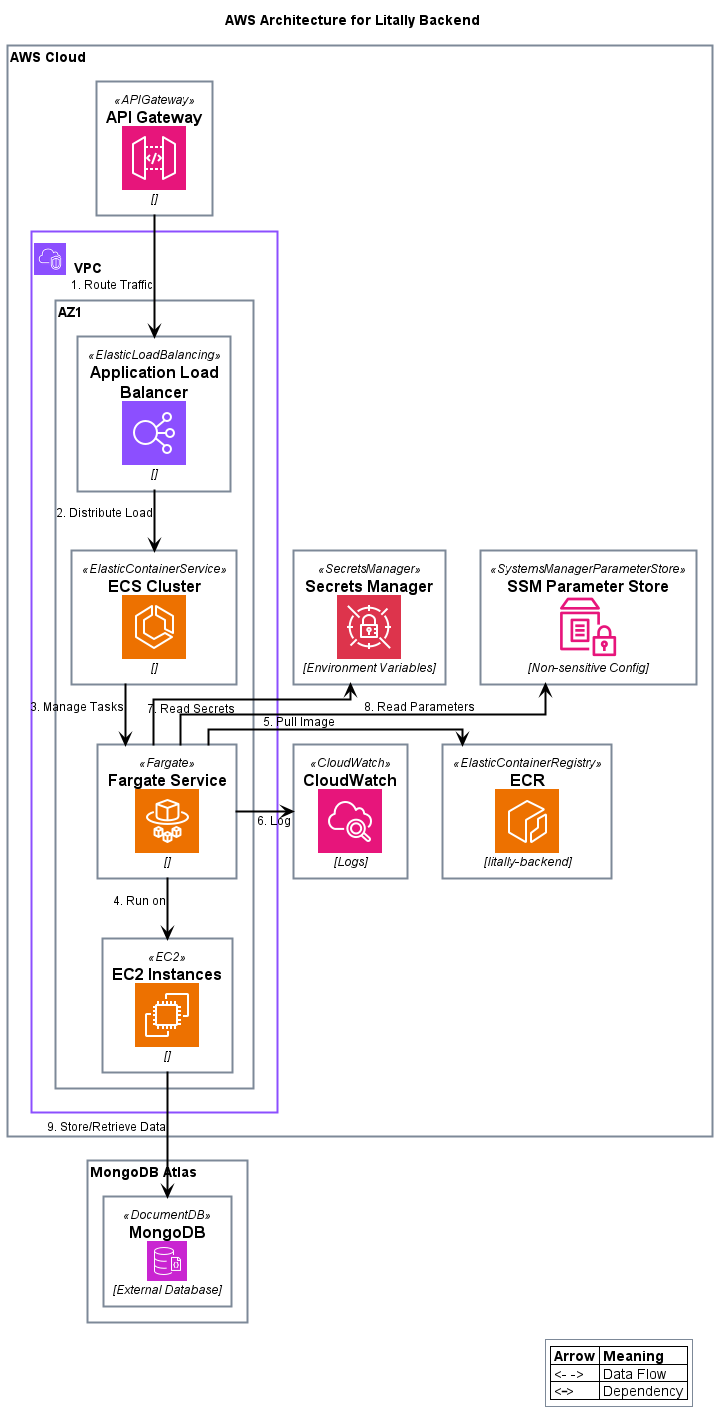 AWS Architecture for Litally Backend
AWS Cloud
«APIGateway»
API Gateway
[]
VPC
1. Route Traffic
AZ1
«ElasticLoadBalancing»
Application Load
Balancer
[]
2. Distribute Load
«ElasticContainerService»
ECS Cluster
[]
«SecretsManager»
Secrets Manager
[Environment Variables]
«SystemsManagerParameterStore»
SSM Parameter Store
[Non-sensitive Config]
3. Manage Tasks
7. Read Secrets
8. Read Parameters
5. Pull Image
«Fargate»
Fargate Service
[]
6. Log
«CloudWatch»
CloudWatch
[Logs]
«ElasticContainerRegistry»
ECR
[litally-backend]
4. Run on
«EC2»
EC2 Instances
[]
9. Store/Retrieve Data
MongoDB Atlas
«DocumentDB»
MongoDB
[External Database]
Arrow Meaning
<- -> Data Flow
<-> Dependency